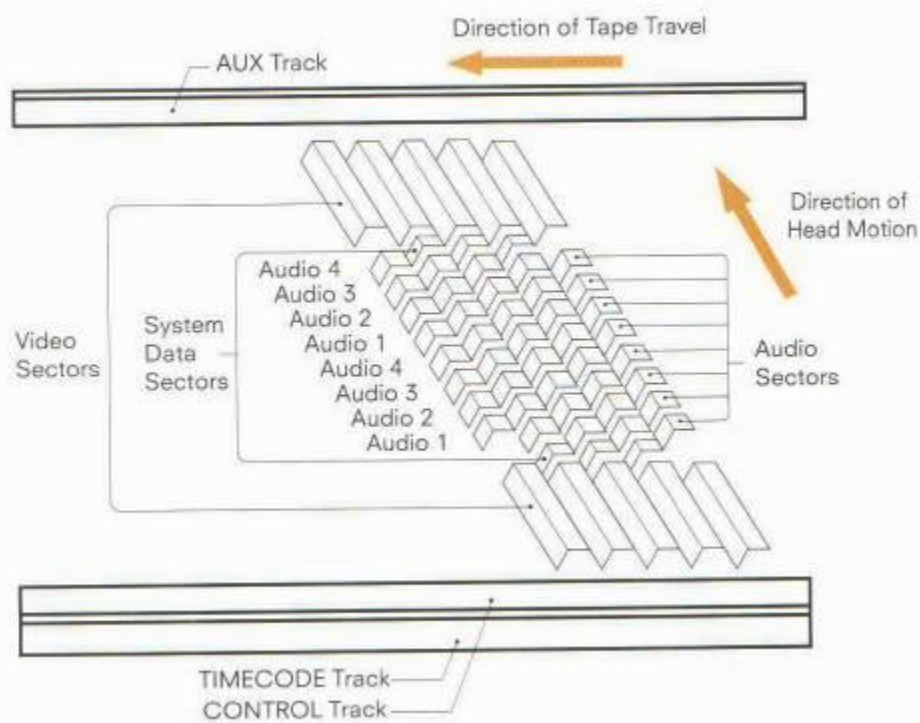 Direction of Tape Travel
AUX Track
Direction of
Head Motion
Audio 4
Audio 3
Audio 2
Audio 1
Audio 4
Audio 3
Audio 2
Audio 1
Video
Sectors
System
Data
Sectors
Audio
Sectors
TIMECODE Track
CONTROL Track